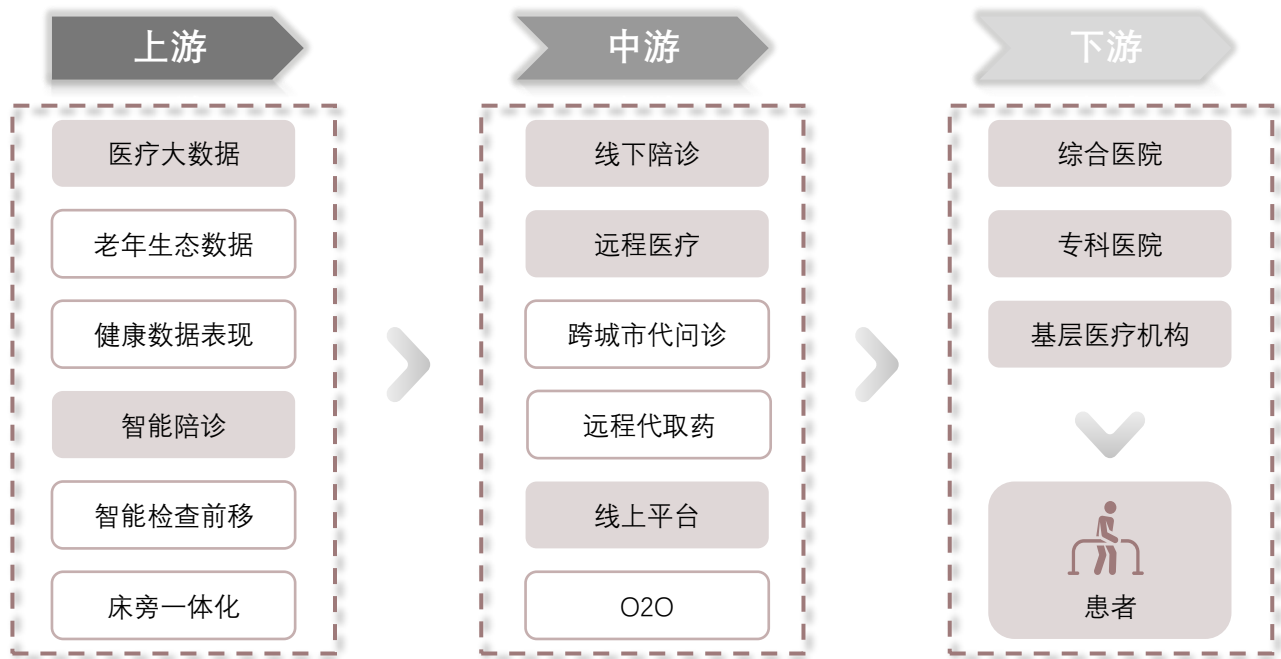 上游
医疗大数据
老年生态数据
健康数据表现
智能陪诊
智能检查前移
床旁一体化
中游
线下陪诊
远程医疗
跨城市代问诊
远程代取药
线上平台
O2O
下游
综合医院
专科医院
基层医疗机构
患者